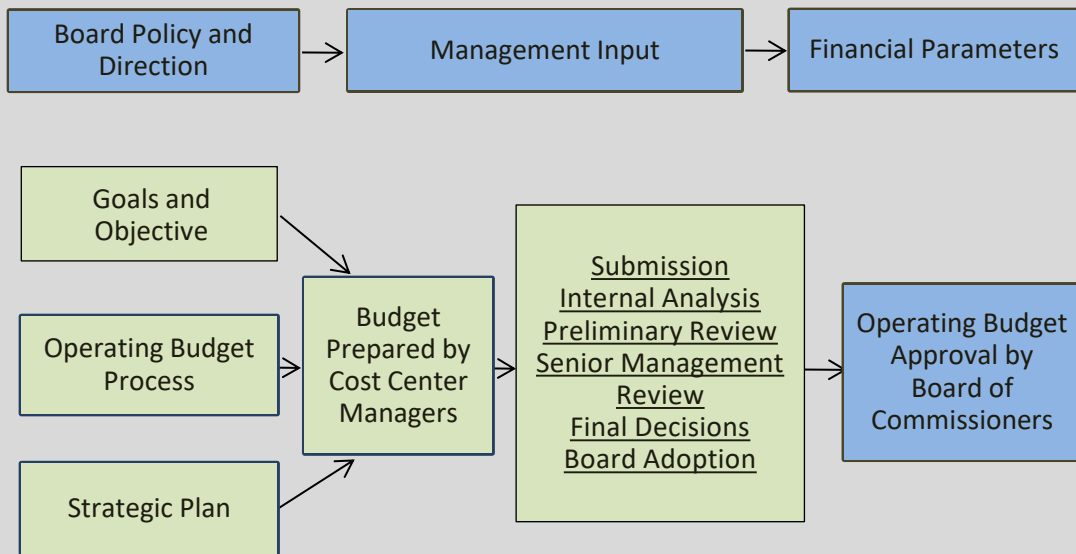 Board Policy and
Direction
Management Input
Financial Parameters
Goals and
Objective
Operating Budget
Process
Strategic Plan
Budget
Prepared by
Cost Center
Managers
Submission
Internal Analysis
Preliminary Review
Senior Management
Review
Final Decisions
Board Adoption
Operating Budget
Approval by
Board of
Commissioners